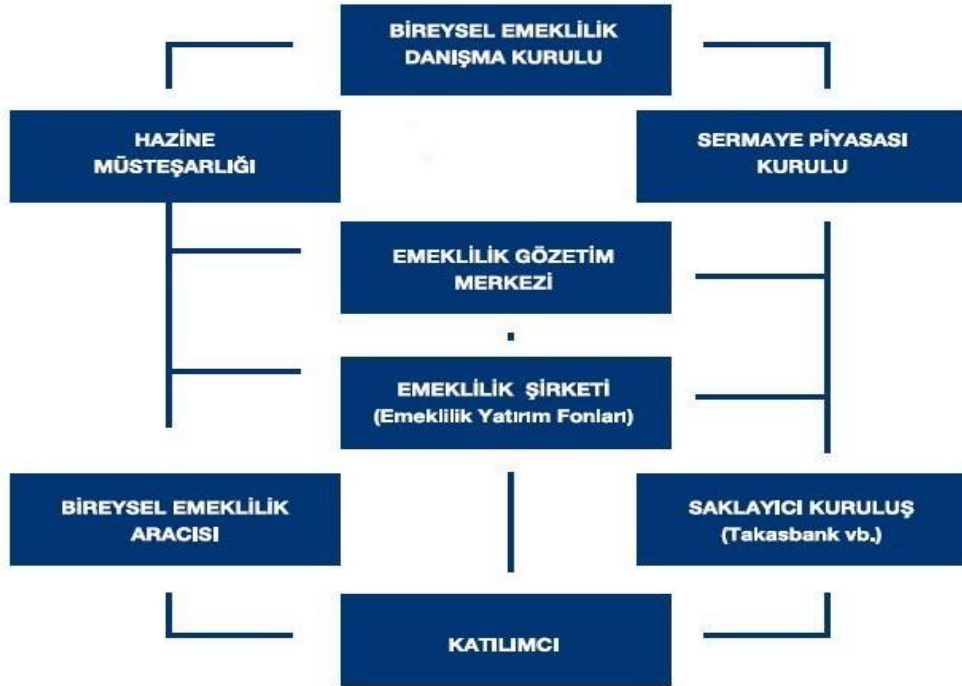 BİREYSEL EMEKLİLİK
DANIŞMA KURULU
HAZİNE
MÜSTEŞARLIĞI
SERMAYE PİYASASI
KURULU
EMEKLİLİK GÖZETİM
MERKEZİ
EMEKLİLİK ŞİRKETİ
(Emeklilik Yatırım Fonları)
BİREYSEL EMEKLİLİK
ARACISI
SAKLAYICI KURULUŞ
(Takasbank vb.)
KATILIMCI